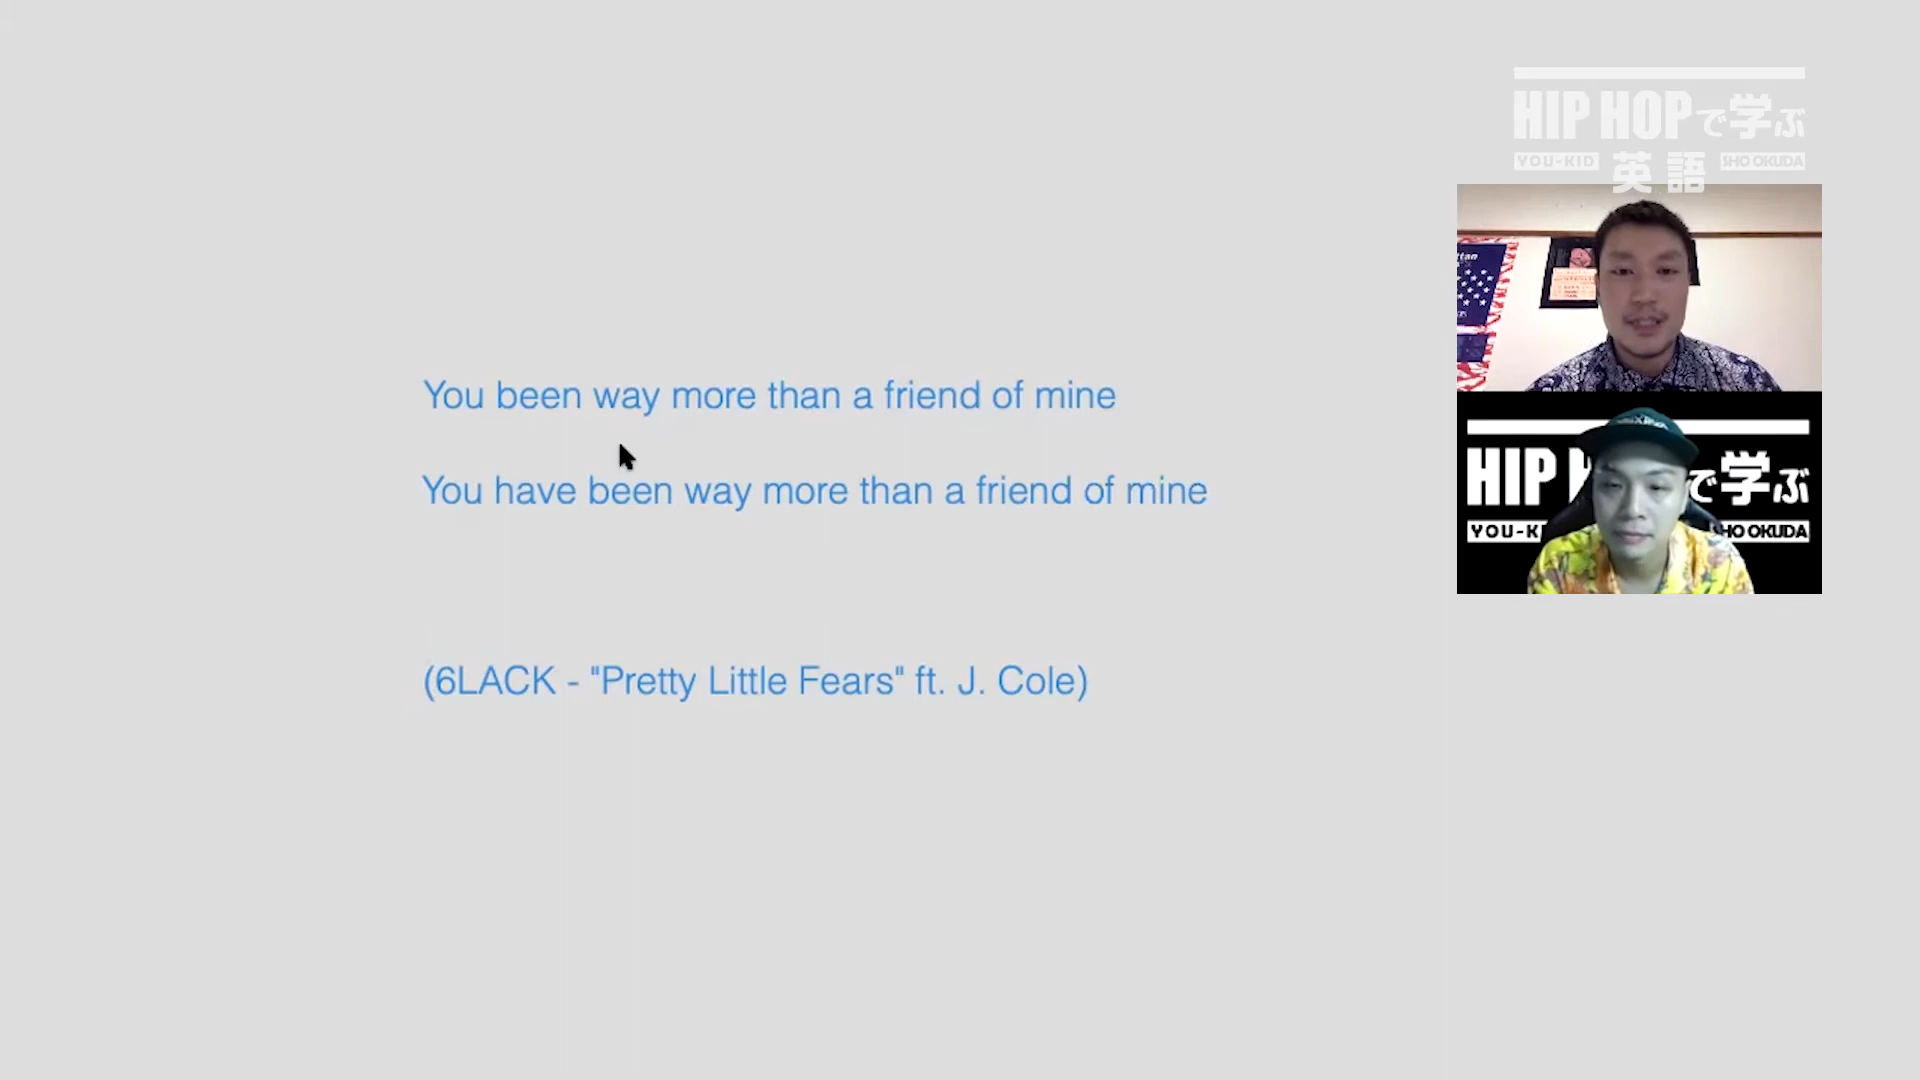 HIP HOPで学ぶ
YOU-KID 英語 SHO OKUDA
You been way more than a friend of mine
You have been way more than a friend of mine
(6LACK - "Pretty Little Fears" ft. J. Cole)
HIP H で学ぶ
YOU-K HO OKUDA